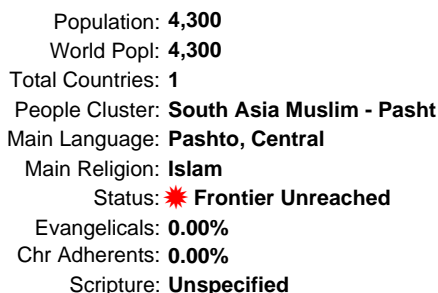 Population: 4,300
World Popl: 4,300
Total Countries: 1
People Cluster: South Asia Muslim - Pasht
Main Language: Pashto, Central
Main Religion: Islam
Status: Frontier Unreached
Evangelicals: 0.00%
Chr Adherents: 0.00%
Scripture: Unspecified